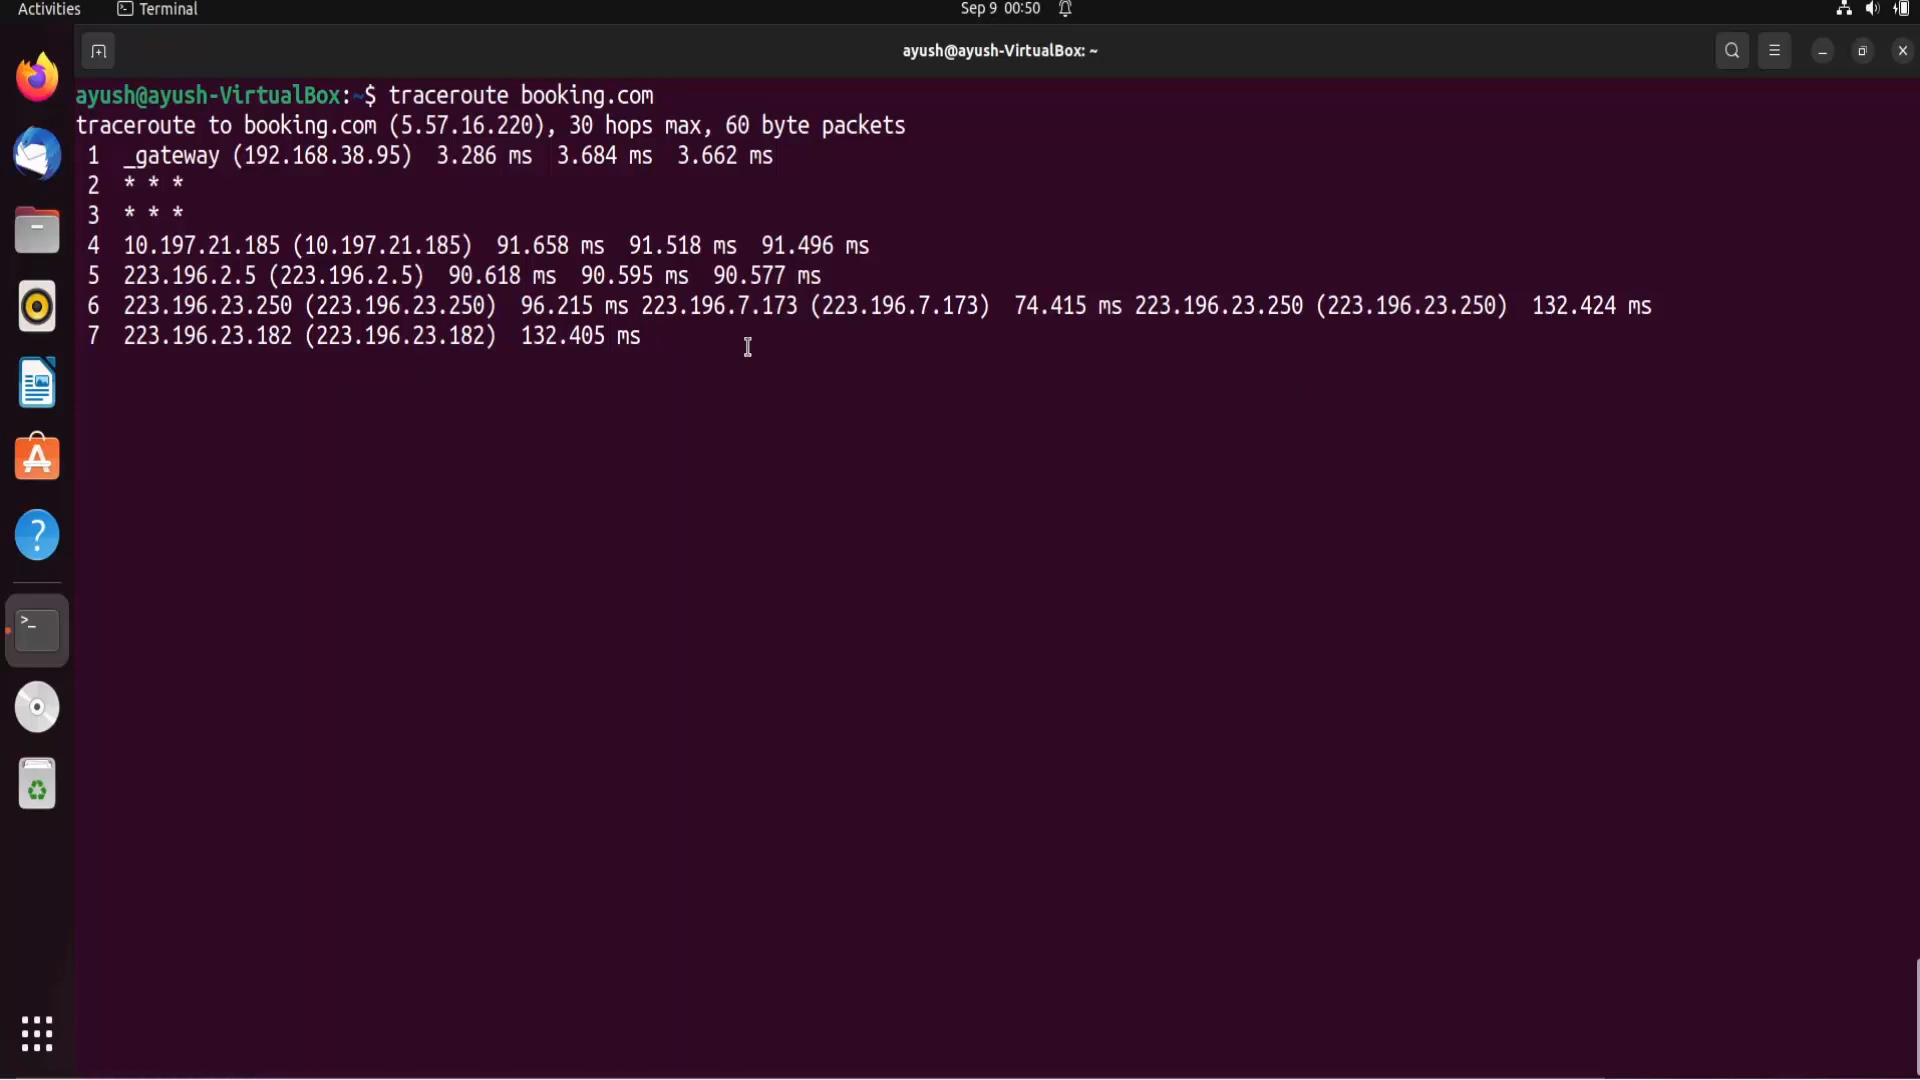 Activities Terminal Sep 9 00:50
ayush@ayush-VirtualBox: ~
ayush@ayush-VirtualBox:~$ traceroute booking.com
traceroute to booking.com (5.57.16.220), 30 hops max, 60 byte packets
1 _gateway (192.168.38.95) 3.286 ms 3.684 ms 3.662 ms
2 * * *
3 * * *
4 10.197.21.185 (10.197.21.185) 91.658 ms 91.518 ms 91.496 ms
5 223.196.2.5 (223.196.2.5) 90.618 ms 90.595 ms 90.577 ms
6 223.196.23.250 (223.196.23.250) 96.215 ms 223.196.7.173 (223.196.7.173) 74.415 ms 223.196.23.250 (223.196.23.250) 132.424 ms
7 223.196.23.182 (223.196.23.182) 132.405 ms